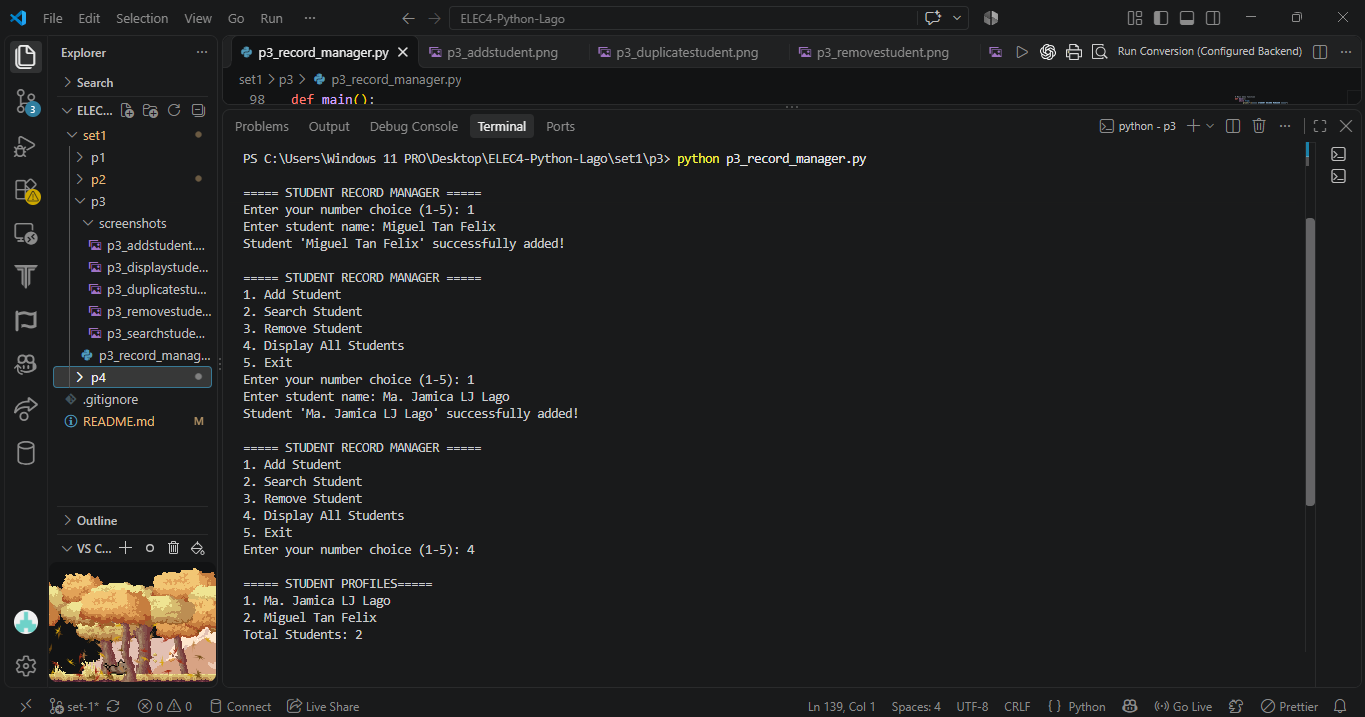 File Edit Selection View Go Run ··· ELEC4-Python-Lago
Explorer ···
Search
ELEC...
set1
p1
p2
p3
screenshots
p3_addstudent....
p3_displaystude...
p3_duplicatestu...
p3_removestude...
p3_searchstude...
p3_record_manag...
p4
.gitignore
README.md M
Outline
VS C...
3
p3_record_manager.py p3_addstudent.png p3_duplicatestudent.png p3_removestudent.png Run Conversion (Configured Backend) ···
set1 > p3 > p3_record_manager.py
98 def main():
Problems Output Debug Console Terminal Ports python - p3
PS C:\Users\Windows 11 PRO\Desktop\ELEC4-Python-Lago\set1\p3> python p3_record_manager.py
===== STUDENT RECORD MANAGER =====
Enter your number choice (1-5): 1
Enter student name: Miguel Tan Felix
Student 'Miguel Tan Felix' successfully added!
===== STUDENT RECORD MANAGER =====
1. Add Student
2. Search Student
3. Remove Student
4. Display All Students
5. Exit
Enter your number choice (1-5): 1
Enter student name: Ma. Jamica LJ Lago
Student 'Ma. Jamica LJ Lago' successfully added!
===== STUDENT RECORD MANAGER =====
1. Add Student
2. Search Student
3. Remove Student
4. Display All Students
5. Exit
Enter your number choice (1-5): 4
===== STUDENT PROFILES=====
1. Ma. Jamica LJ Lago
2. Miguel Tan Felix
Total Students: 2
set-1* 0 0 Connect Live Share Ln 139, Col 1 Spaces: 4 UTF-8 CRLF { } Python Go Live Prettier